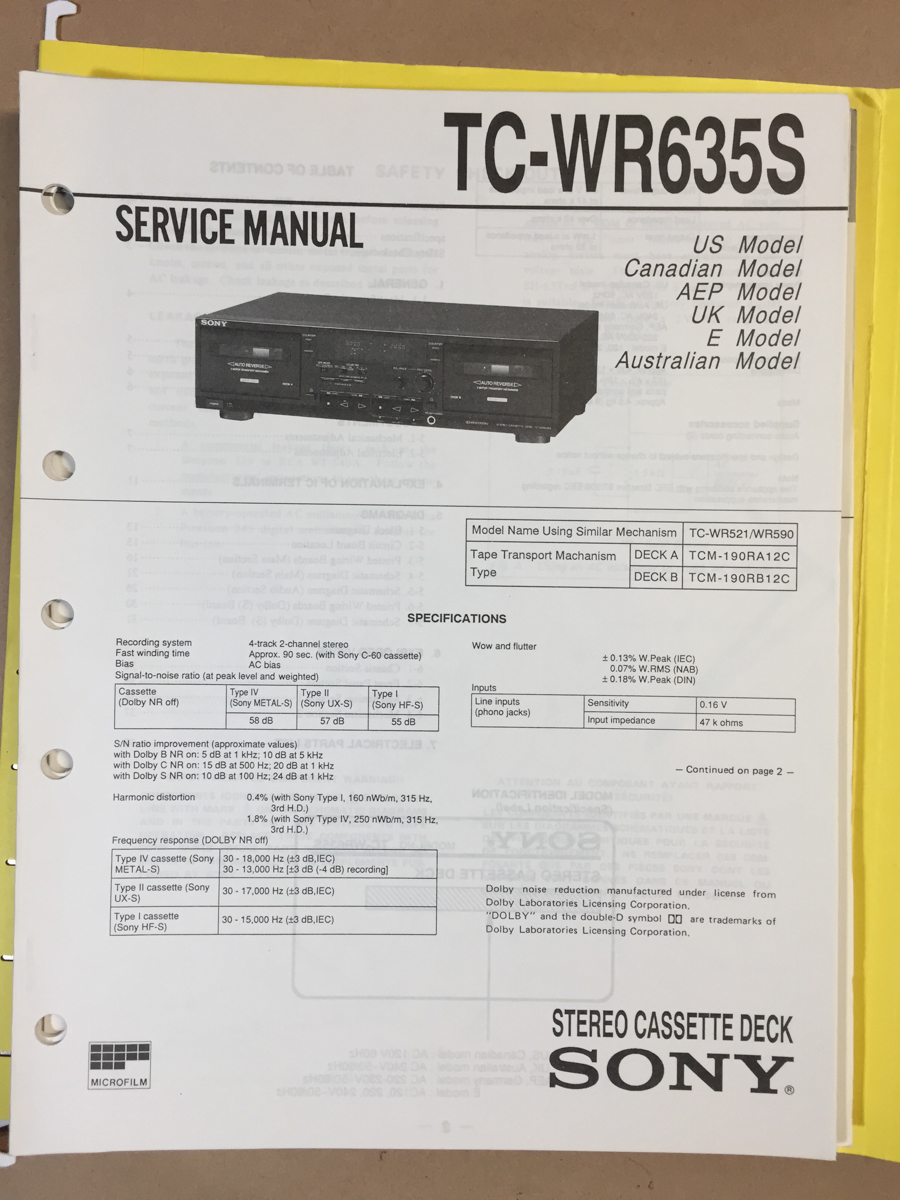 TC-WR635S
SERVICE MANUAL
US Model
Canadian Model
AEP Model
UK Model
E Model
Australian Model
SONY
AUTO REVERSE
AUTO REVERSE
Model Name Using Similar Mechanism TC-WR521/WR590
Tape Transport Machanism Type DECK A TCM-190RA12C
DECK B TCM-190RB12C
SPECIFICATIONS
Recording system 4-track 2-channel stereo
Fast winding time Approx. 90 sec. (with Sony C-60 cassette)
Bias AC bias
Signal-to-noise ratio (at peak level and weighted)
Cassette (Dolby NR off) Type IV (Sony METAL-S) Type II (Sony UX-S) Type I (Sony HF-S)
58 dB 57 dB 55 dB
S/N ratio improvement (approximate values)
with Dolby B NR on: 5 dB at 1 kHz; 10 dB at 5 kHz
with Dolby C NR on: 15 dB at 500 Hz; 20 dB at 1 kHz
with Dolby S NR on: 10 dB at 100 Hz; 24 dB at 1 kHz
Harmonic distortion 0.4% (with Sony Type I, 160 nWb/m, 315 Hz,
3rd H.D.)
1.8% (with Sony Type IV, 250 nWb/m, 315 Hz,
3rd H.D.)
Frequency response (DOLBY NR off)
Type IV cassette (Sony METAL-S) 30 - 18,000 Hz (±3 dB,IEC)
30 - 13,000 Hz [±3 dB (-4 dB) recording]
Type II cassette (Sony UX-S) 30 - 17,000 Hz (±3 dB,IEC)
Type I cassette (Sony HF-S) 30 - 15,000 Hz (±3 dB,IEC)
Wow and flutter
± 0.13% W.Peak (IEC)
0.07% W.RMS (NAB)
± 0.18% W.Peak (DIN)
Inputs
Line inputs (phono jacks) Sensitivity 0.16 V
Input impedance 47 k ohms
– Continued on page 2 –
Dolby noise reduction manufactured under license from
Dolby Laboratories Licensing Corporation.
"DOLBY" and the double-D symbol are trademarks of
Dolby Laboratories Licensing Corporation.
MICROFILM
STEREO CASSETTE DECK
SONY®